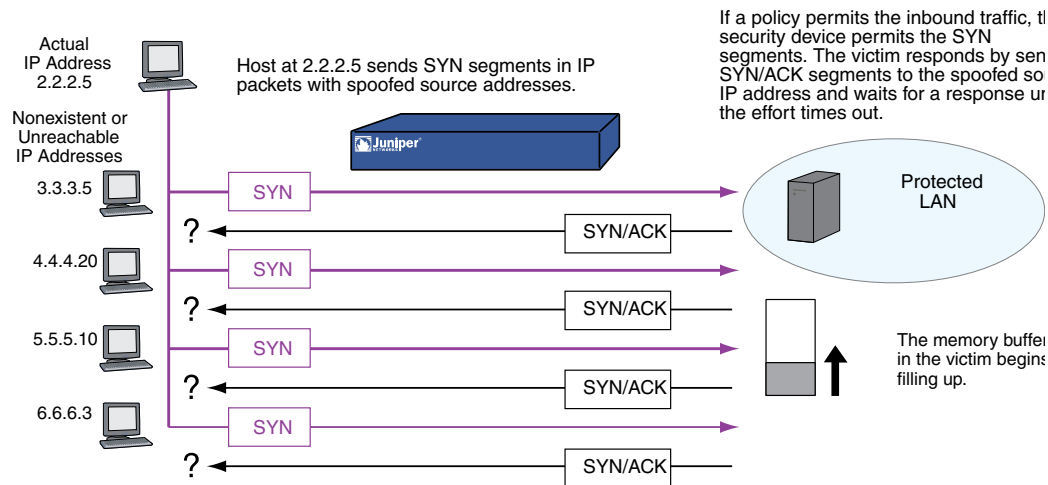 Actual
IP Address
2.2.2.5
Host at 2.2.2.5 sends SYN segments in IP
packets with spoofed source addresses.
If a policy permits the inbound traffic,
security device permits the SYN
segments. The victim responds by
SYN/ACK segments to the spoofed
IP address and waits for a response
the effort times out.
Nonexistent or
Unreachable
IP Addresses
Juniper
NETWORKS
3.3.3.5
SYN
Protected
LAN
?
SYN/ACK
4.4.4.20
SYN
?
SYN/ACK
5.5.5.10
SYN
The memory buffer
in the victim begins
filling up.
?
SYN/ACK
6.6.6.3
SYN
?
SYN/ACK